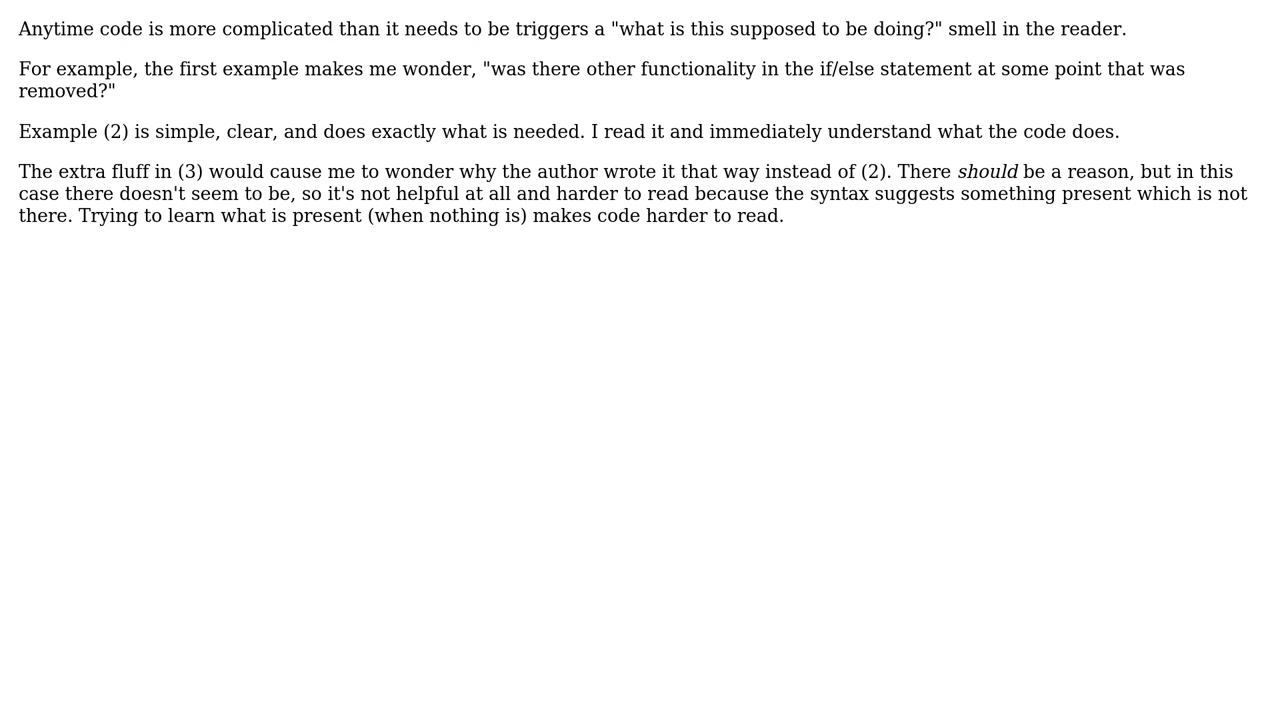 Anytime code is more complicated than it needs to be triggers a "what is this supposed to be doing?" smell in the reader.
For example, the first example makes me wonder, "was there other functionality in the if/else statement at some point that was
removed?"
Example (2) is simple, clear, and does exactly what is needed. I read it and immediately understand what the code does.
The extra fluff in (3) would cause me to wonder why the author wrote it that way instead of (2). There should be a reason, but in this
case there doesn't seem to be, so it's not helpful at all and harder to read because the syntax suggests something present which is not
there. Trying to learn what is present (when nothing is) makes code harder to read.